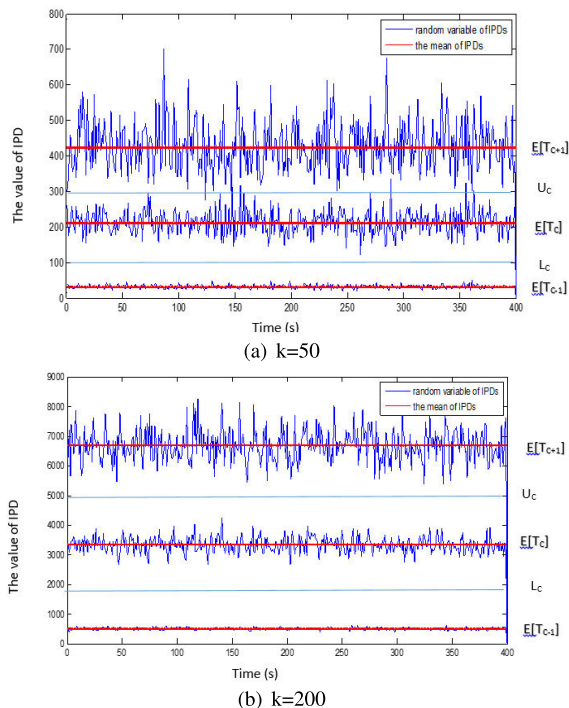 800
700
600
500
400
300
200
100
0
The value of IPD
random variable of IPDs
the mean of IPDs
E[TC+1]
UC
E[TC]
LC
E[TC-1]
0 50 100 150 200 250 300 350 400
Time (s)
(a) k=50
9000
8000
7000
6000
5000
4000
3000
2000
1000
0
The value of IPD
random variable of IPDs
the mean of IPDs
E[TC+1]
UC
E[TC]
LC
E[TC-1]
0 50 100 150 200 250 300 350 400
Time (s)
(b) k=200